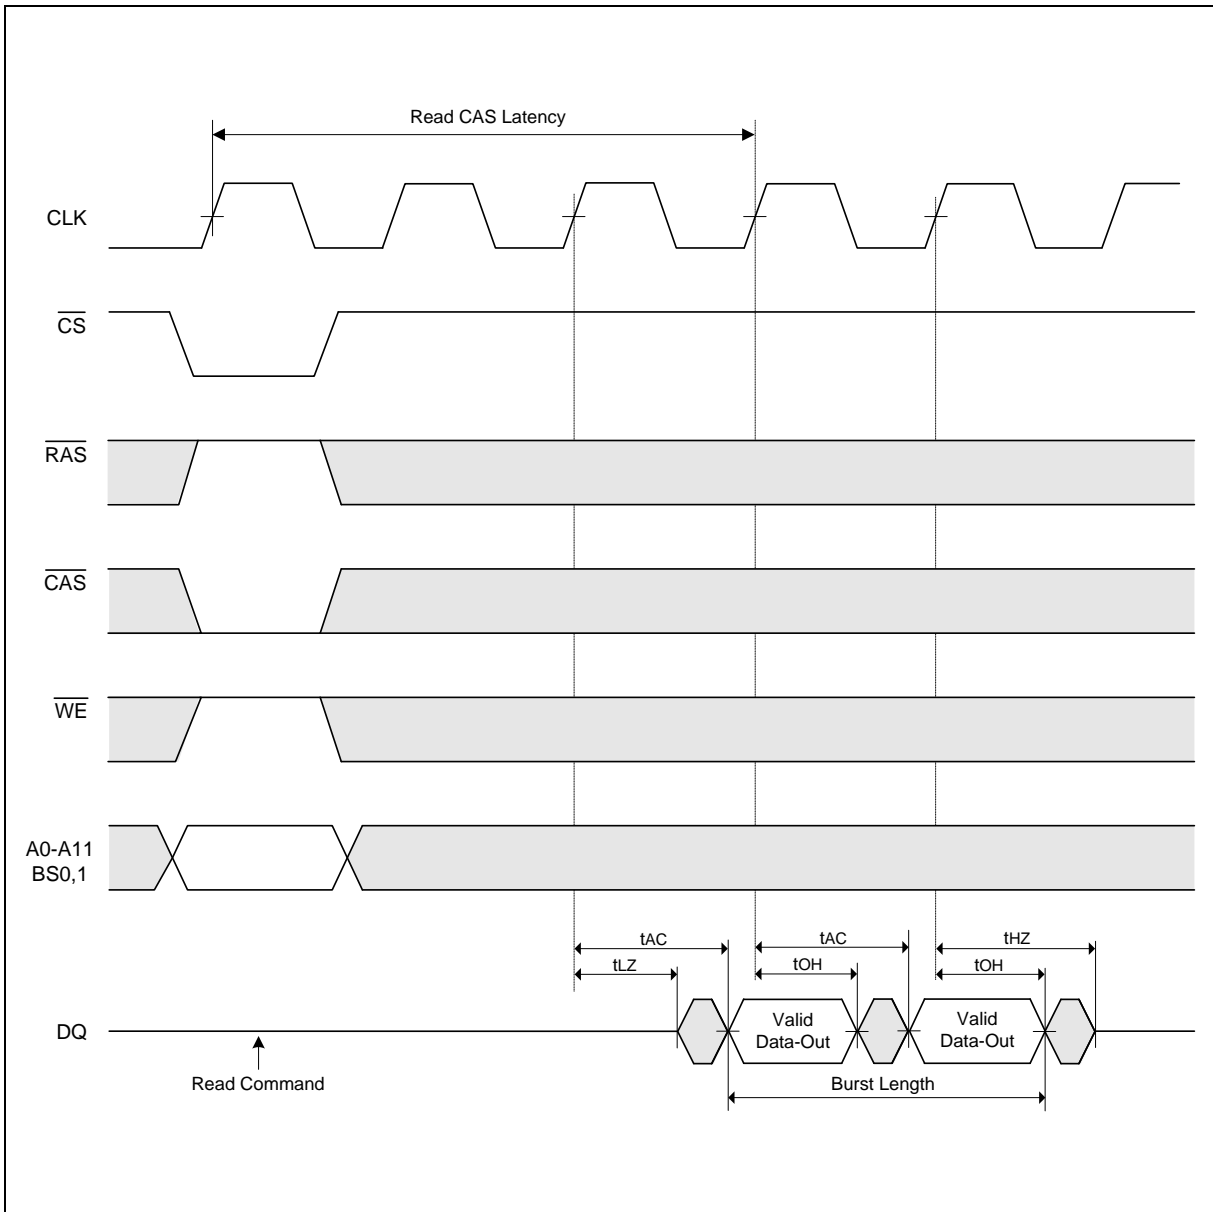 Read CAS Latency
CLK
CS
RAS
CAS
WE
A0-A11
BS0,1
tAC
tAC
tHZ
tLZ
tOH
tOH
DQ
Valid
Data-Out
Valid
Data-Out
Read Command
Burst Length